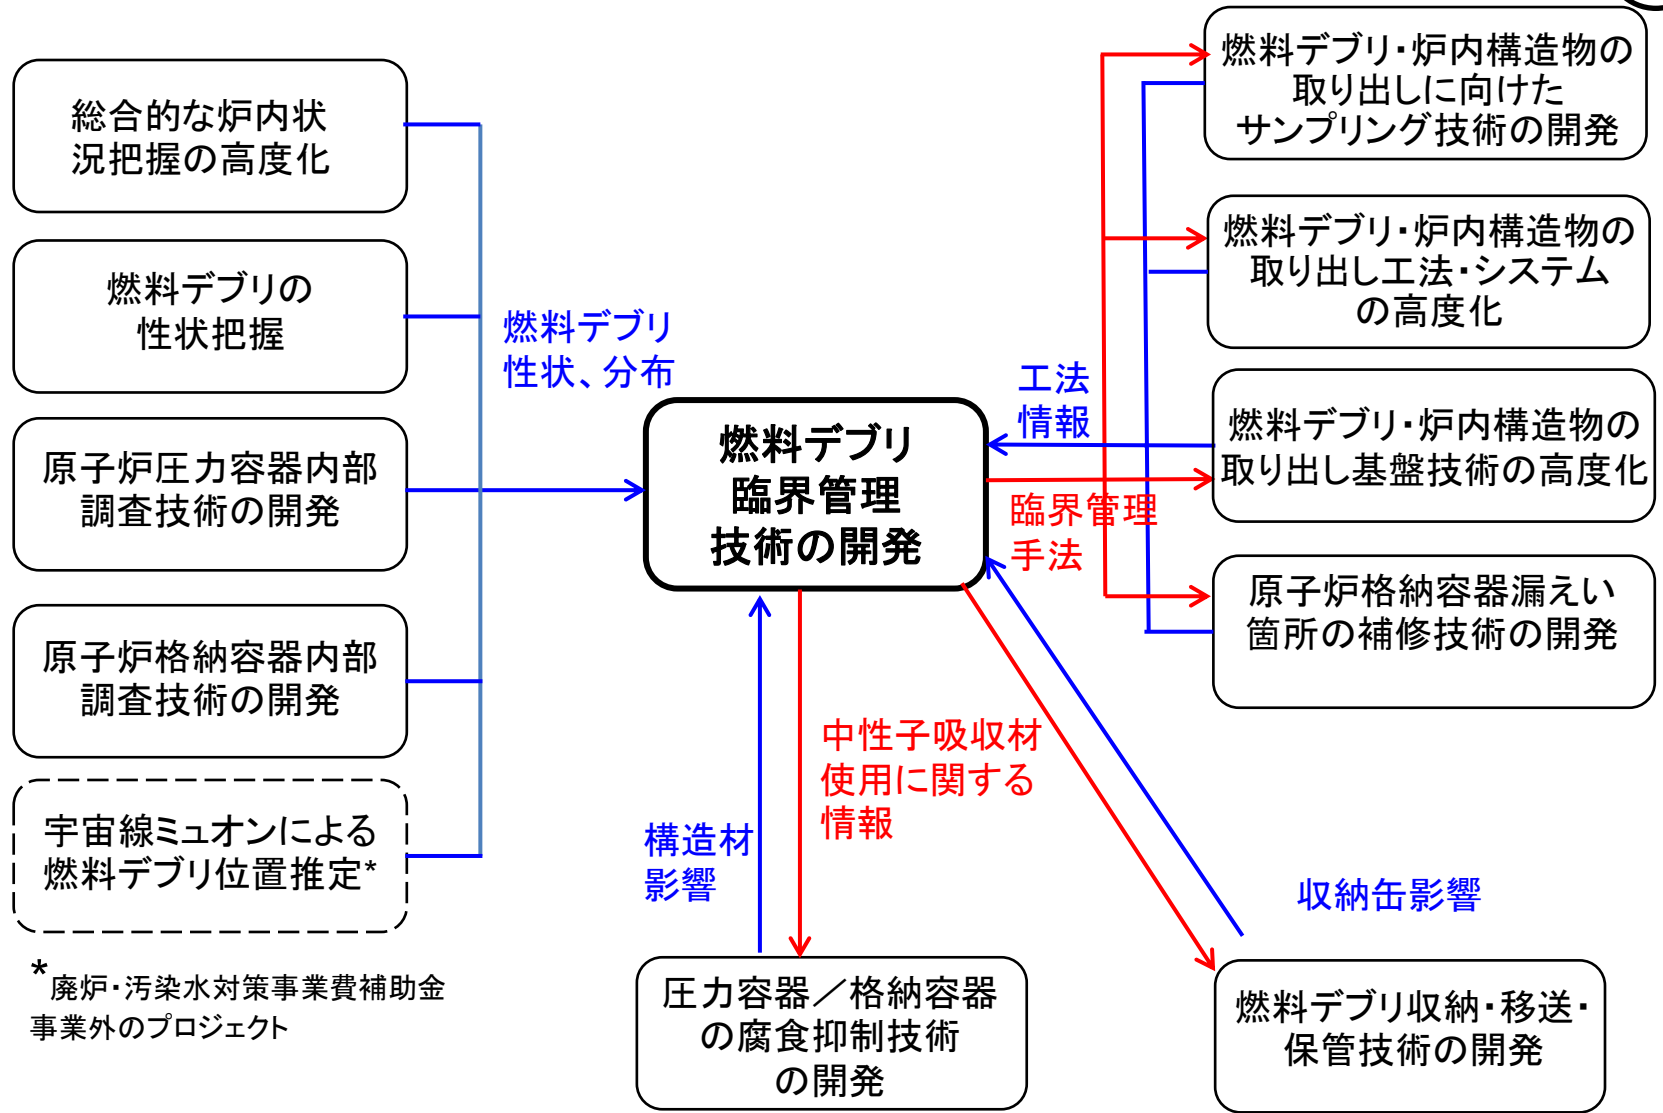 総合的な炉内状
況把握の高度化
燃料デブリの
性状把握
原子炉圧力容器内部
調査技術の開発
原子炉格納容器内部
調査技術の開発
宇宙線ミュオンによる
燃料デブリ位置推定*
*廃炉・汚染水対策事業費補助金
事業外のプロジェクト
燃料デブリ
性状、分布
燃料デブリ
臨界管理
技術の開発
構造材
影響
中性子吸収材
使用に関する
情報
圧力容器／格納容器
の腐食抑制技術
の開発
工法
情報
臨界管理
手法
燃料デブリ・炉内構造物の
取り出しに向けた
サンプリング技術の開発
燃料デブリ・炉内構造物の
取り出し工法・システム
の高度化
燃料デブリ・炉内構造物の
取り出し基盤技術の高度化
原子炉格納容器漏えい
箇所の補修技術の開発
収納缶影響
燃料デブリ収納・移送・
保管技術の開発